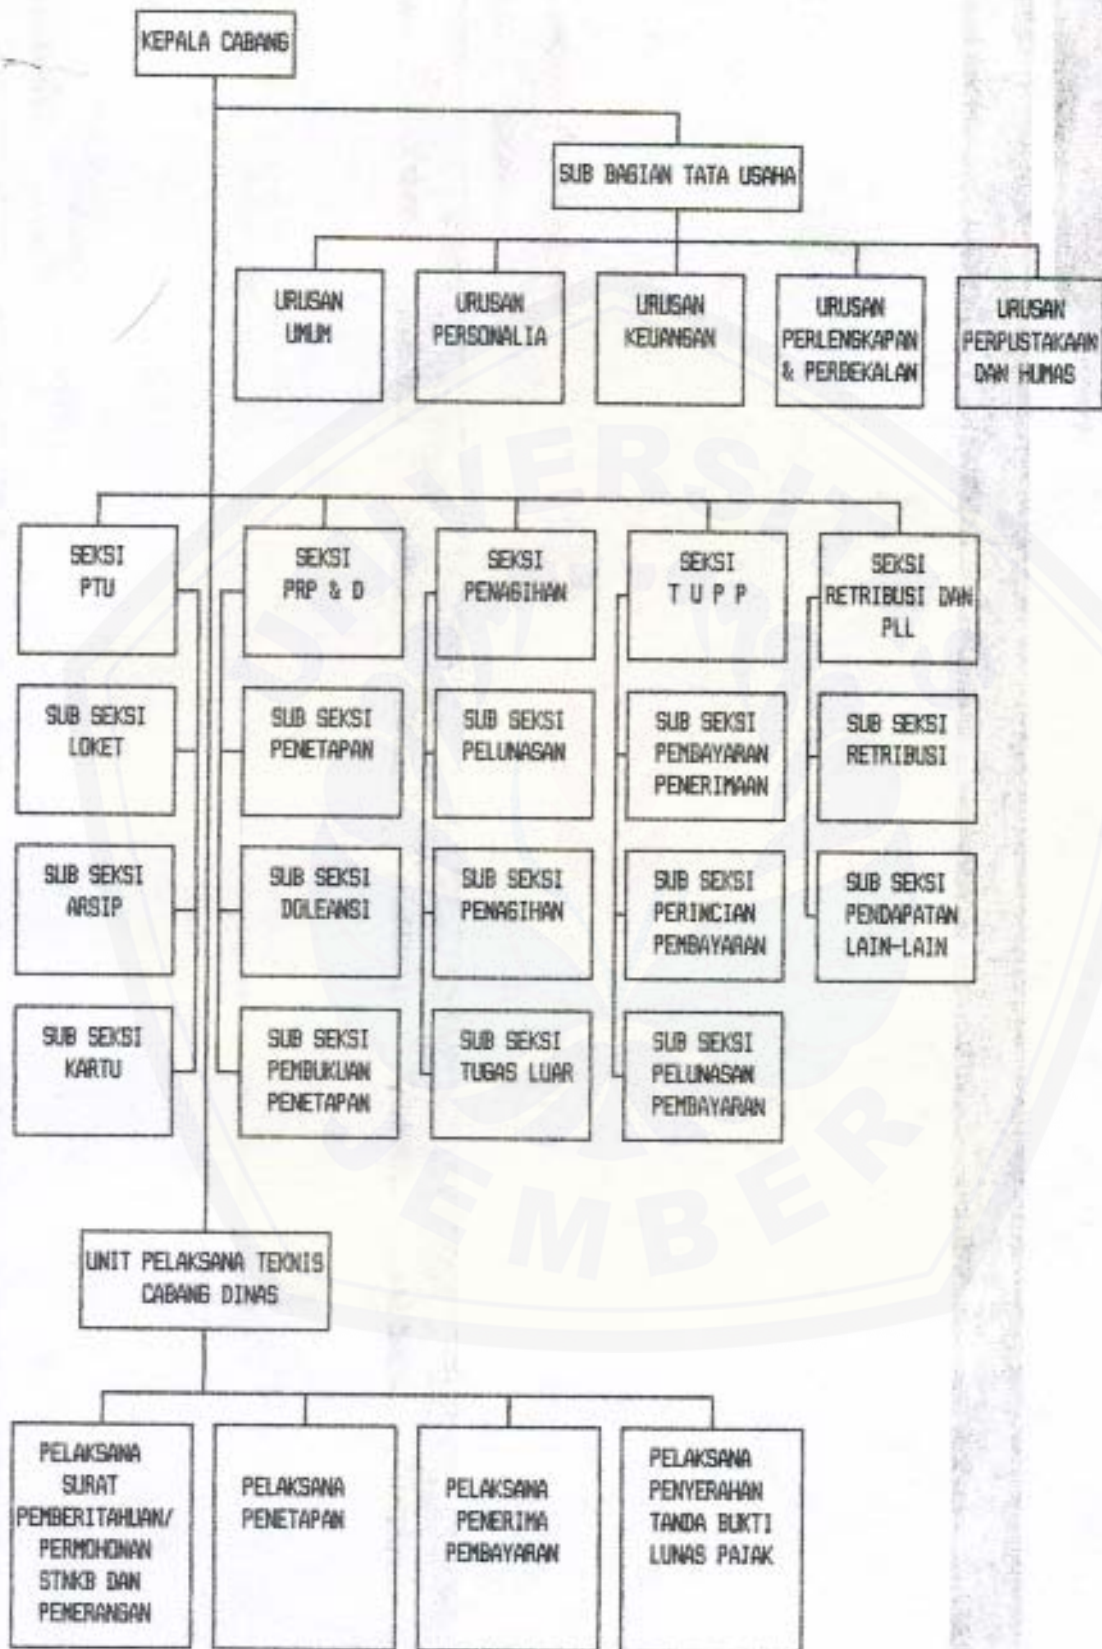 KEPALA CABANG
SUB BAGIAN TATA USAHA
URUSAN
UMUM
URUSAN
PERSONALIA
URUSAN
KEUANGAN
URUSAN
PERLENGKAPAN
& PERBEKALAN
URUSAN
PERPUSTAKAAN
DAN HUMAS
SEKSI
PTU
SEKSI
PRP & D
SEKSI
PENAGIHAN
SEKSI
T U P P
SEKSI
RETRIBUSI DAN
PLL
SUB SEKSI
LOKET
SUB SEKSI
PENETAPAN
SUB SEKSI
PELUNASAN
SUB SEKSI
PEMBAYARAN
PENERIMAAN
SUB SEKSI
RETRIBUSI
SUB SEKSI
ARSIP
SUB SEKSI
DOLEANSI
SUB SEKSI
PENAGIHAN
SUB SEKSI
PERINCIAN
PEMBAYARAN
SUB SEKSI
PENDAPATAN
LAIN-LAIN
SUB SEKSI
KARTU
SUB SEKSI
PEMBUKUAN
PENETAPAN
SUB SEKSI
TUGAS LUAR
SUB SEKSI
PELUNASAN
PEMBAYARAN
UNIT PELAKSANA TEKNIS
CABANG DINAS
PELAKSANA
SURAT
PEMBERITAHUAN/
PERMOHONAN
STNKB DAN
PENERANGAN
PELAKSANA
PENETAPAN
PELAKSANA
PENERIMA
PEMBAYARAN
PELAKSANA
PENYERAHAN
TANDA BUKTI
LUNAS PAJAK
UNIVERSITAS
JEMBER